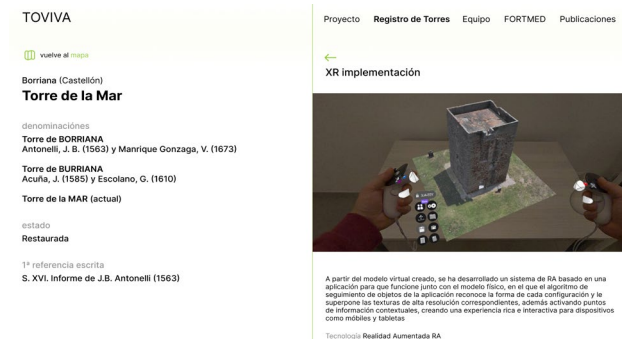 TOVIVA
Proyecto Registro de Torres Equipo FORTMED Publicaciones
vuelve al mapa
Borriana (Castellón)
Torre de la Mar
denominaciónes
Torre de BORRIANA
Antonelli, J. B. (1563) y Manrique Gonzaga, V. (1673)
Torre de BURRIANA
Acuña, J. (1585) y Escolano, G. (1610)
Torre de la MAR (actual)
estado
Restaurada
1ª referencia escrita
S. XVI. Informe de J.B. Antonelli (1563)
XR implementación
A partir del modelo virtual creado, se ha desarrollado un sistema de RA basado en una
aplicación para que funcione junto con el modelo físico, en el que el algoritmo de
seguimiento de objetos de la aplicación reconoce la forma de cada configuración y le
superpone las texturas de alta resolución correspondientes, además activando puntos
de información contextuales, creando una experiencia rica e interactiva para dispositivos
como móbiles y tabletas
Tecnología Realidad Aumentada RA